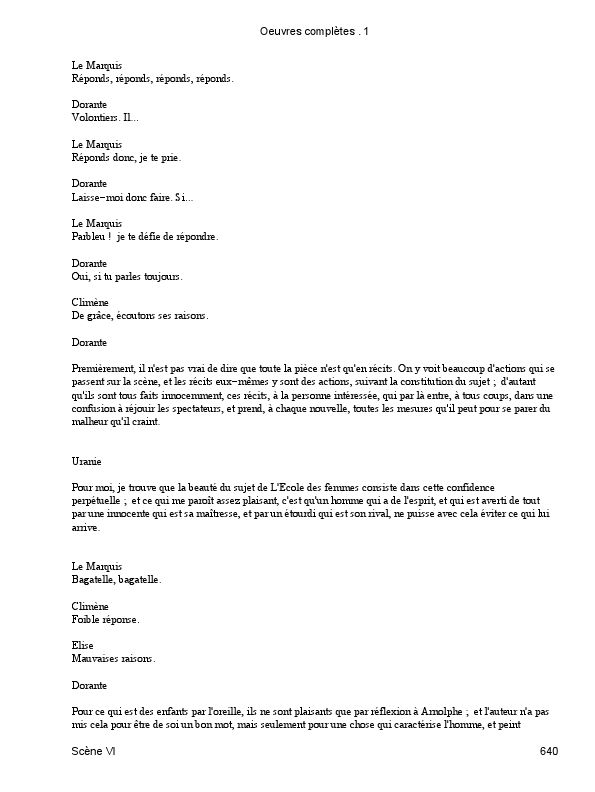 Oeuvres complètes . 1
Le Marquis
Réponds, réponds, réponds, réponds.
Dorante
Volontiers. Il...
Le Marquis
Réponds donc, je te prie.
Dorante
Laisse−moi donc faire. Si...
Le Marquis
Parbleu ! je te défie de répondre.
Dorante
Oui, si tu parles toujours.
Climène
De grâce, écoutons ses raisons.
Dorante
Premièrement, il n'est pas vrai de dire que toute la pièce n'est qu'en récits. On y voit beaucoup d'actions qui se
passent sur la scène, et les récits eux−mêmes y sont des actions, suivant la constitution du sujet ; d'autant
qu'ils sont tous faits innocemment, ces récits, à la personne intéressée, qui par là entre, à tous coups, dans une
confusion à réjouir les spectateurs, et prend, à chaque nouvelle, toutes les mesures qu'il peut pour se parer du
malheur qu'il craint.
Uranie
Pour moi, je trouve que la beauté du sujet de L'Ecole des femmes consiste dans cette confidence
perpétuelle ; et ce qui me paroît assez plaisant, c'est qu'un homme qui a de l'esprit, et qui est averti de tout
par une innocente qui est sa maîtresse, et par un étourdi qui est son rival, ne puisse avec cela éviter ce qui lui
arrive.
Le Marquis
Bagatelle, bagatelle.
Climène
Foible réponse.
Elise
Mauvaises raisons.
Dorante
Pour ce qui est des enfants par l'oreille, ils ne sont plaisants que par réflexion à Arnolphe ; et l'auteur n'a pas
mis cela pour être de soi un bon mot, mais seulement pour une chose qui caractérise l'homme, et peint
Scène VI
640